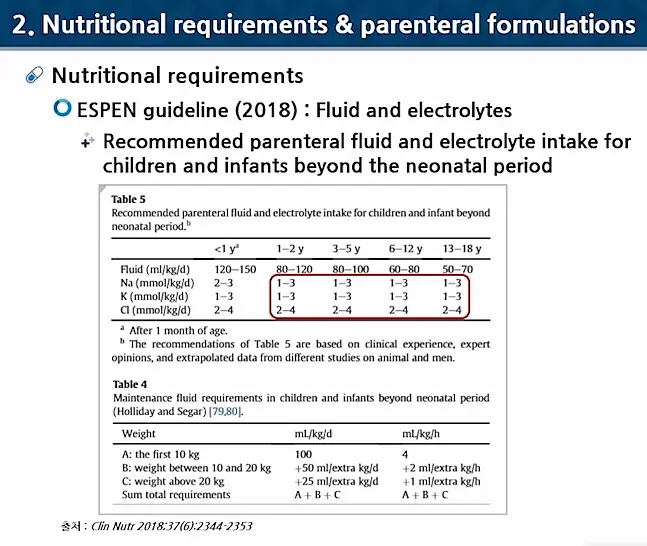 2. Nutritional requirements & parenteral formulations
Nutritional requirements
ESPEN guideline (2018) : Fluid and electrolytes
Recommended parenteral fluid and electrolyte intake for
children and infants beyond the neonatal period
Table 5
Recommended parenteral fluid and electrolyte intake for children and infant beyond
neonatal period.b
<1 ya 1–2 y 3–5 y 6–12 y 13–18 y
Fluid (ml/kg/d) 120–150 80–120 80–100 60–80 50–70
Na (mmol/kg/d) 2–3 1–3 1–3 1–3 1–3
K (mmol/kg/d) 1–3 1–3 1–3 1–3 1–3
Cl (mmol/kg/d) 2–4 2–4 2–4 2–4 2–4
a After 1 month of age.
b The recommendations of Table 5 are based on clinical experience, expert
opinions, and extrapolated data from different studies on animal and men.
Table 4
Maintenance fluid requirements in children and infants beyond neonatal period
(Holliday and Segar) [79,80].
Weight mL/kg/d mL/kg/h
A: the first 10 kg 100 4
B: weight between 10 and 20 kg +50 ml/extra kg/d +2 ml/extra kg/h
C: weight above 20 kg +25 ml/extra kg/d +1 ml/extra kg/h
Sum total requirements A + B + C A + B + C
출처 : Clin Nutr 2018;37(6):2344-2353